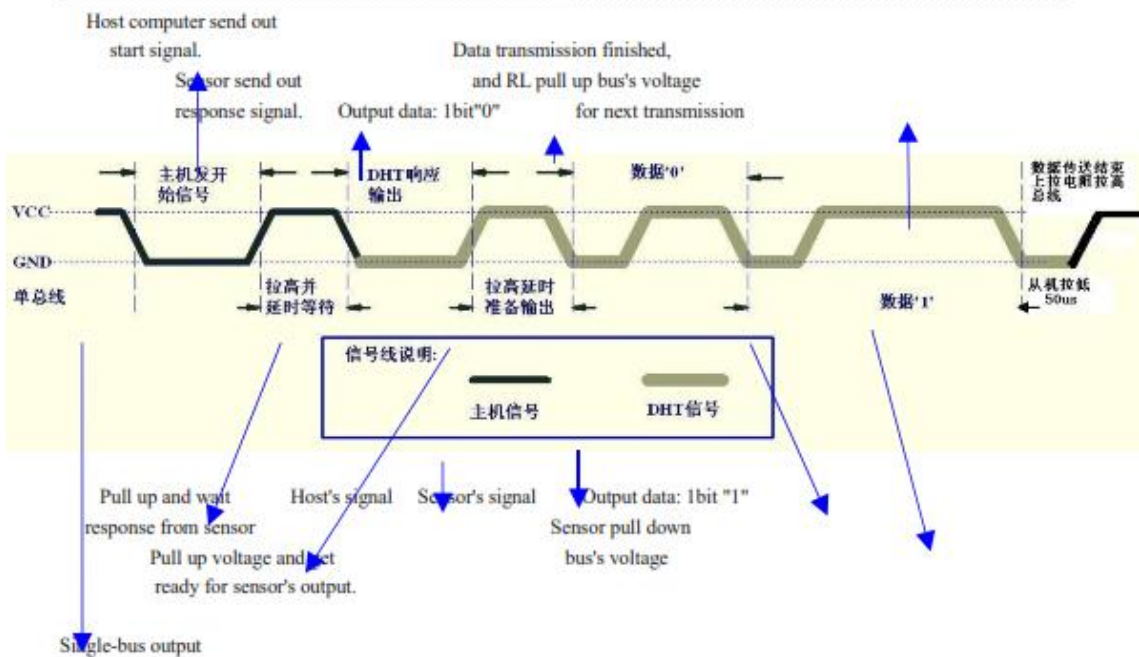 Host computer send out
start signal.
Sensor send out
response signal.
Output data: 1bit"0"
Data transmission finished,
and RL pull up bus's voltage
for next transmission
主机发开
始信号
DHT响应
输出
数据'0'
数据传送结束
上拉电阻拉高
总线
VCC
GND
单总线
拉高并
延时等待
拉高延时
准备输出
数据'1'
从机拉低
50us
信号线说明:
主机信号
DHT信号
Pull up and wait
response from sensor
Host's signal
Sensor's signal
Output data: 1bit "1"
Sensor pull down
bus's voltage
Pull up voltage and get
ready for sensor's output.
Single-bus output